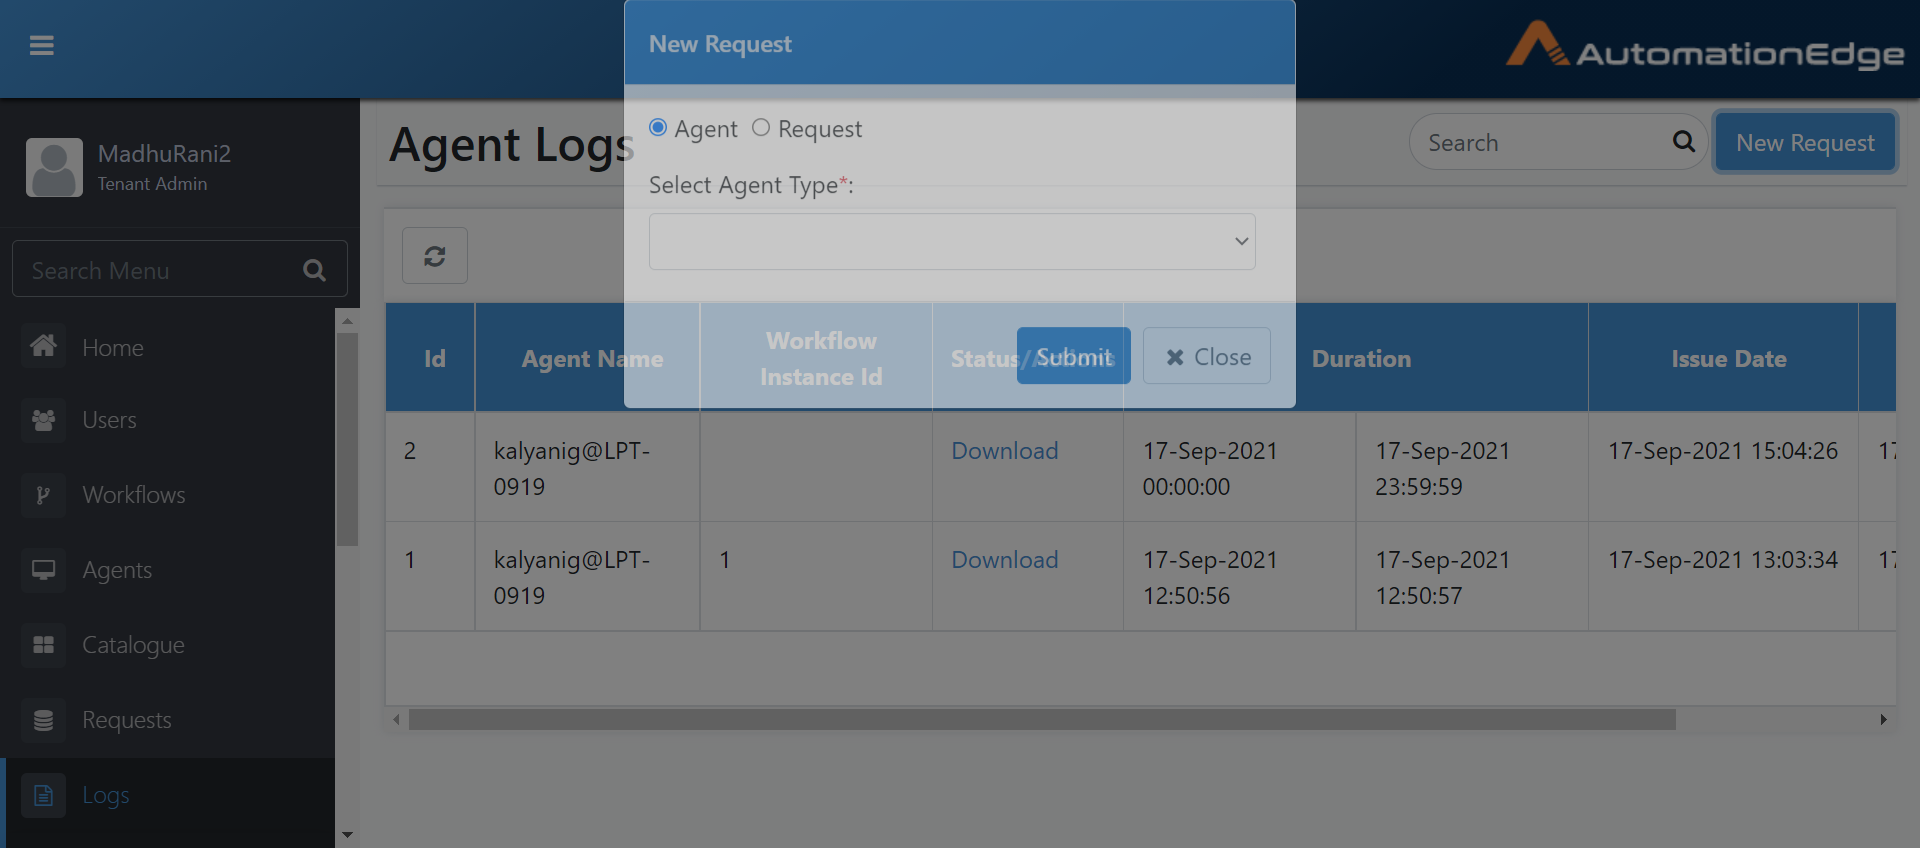 New Request
AutomationEdge
MadhuRani2
Tenant Admin
Search Menu
Home
Users
Workflows
Agents
Catalogue
Requests
Logs
Agent Logs
Agent Request
Search
New Request
Select Agent Type*:
Submit
Close
Id
Agent Name
Workflow
Instance Id
Status/Actions
Duration
Issue Date
2
kalyanig@LPT-
0919
Download
17-Sep-2021
00:00:00
17-Sep-2021
23:59:59
17-Sep-2021 15:04:26
17
1
kalyanig@LPT-
0919
1
Download
17-Sep-2021
12:50:56
17-Sep-2021
12:50:57
17-Sep-2021 13:03:34
17